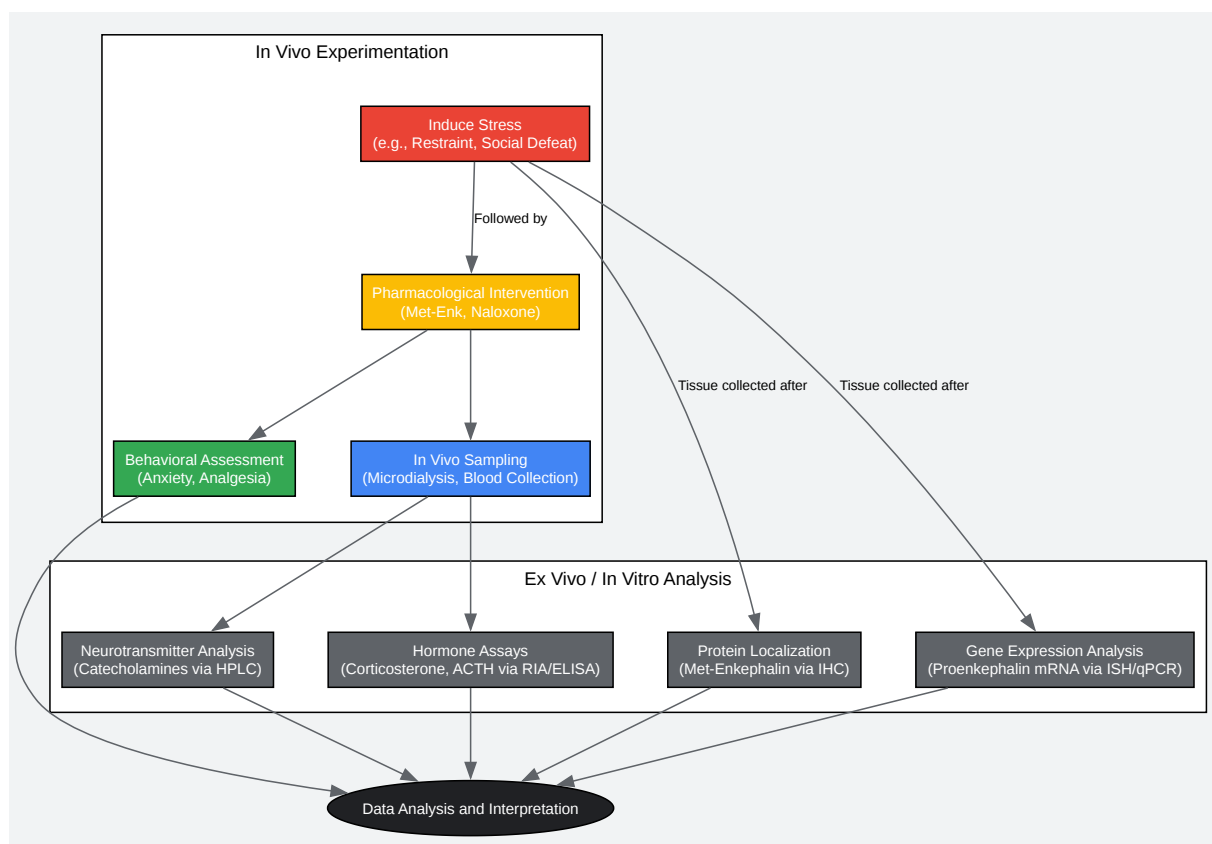 In Vivo Experimentation
Induce Stress
(e.g., Restraint, Social Defeat)
Followed by
Pharmacological Intervention
(Met-Enk, Naloxone)
Tissue collected after
Tissue collected after
Behavioral Assessment
(Anxiety, Analgesia)
In Vivo Sampling
(Microdialysis, Blood Collection)
Ex Vivo / In Vitro Analysis
Neurotransmitter Analysis
(Catecholamines via HPLC)
Hormone Assays
(Corticosterone, ACTH via RIA/ELISA)
Protein Localization
(Met-Enkephalin via IHC)
Gene Expression Analysis
(Proenkephalin mRNA via ISH/qPCR)
Data Analysis and Interpretation